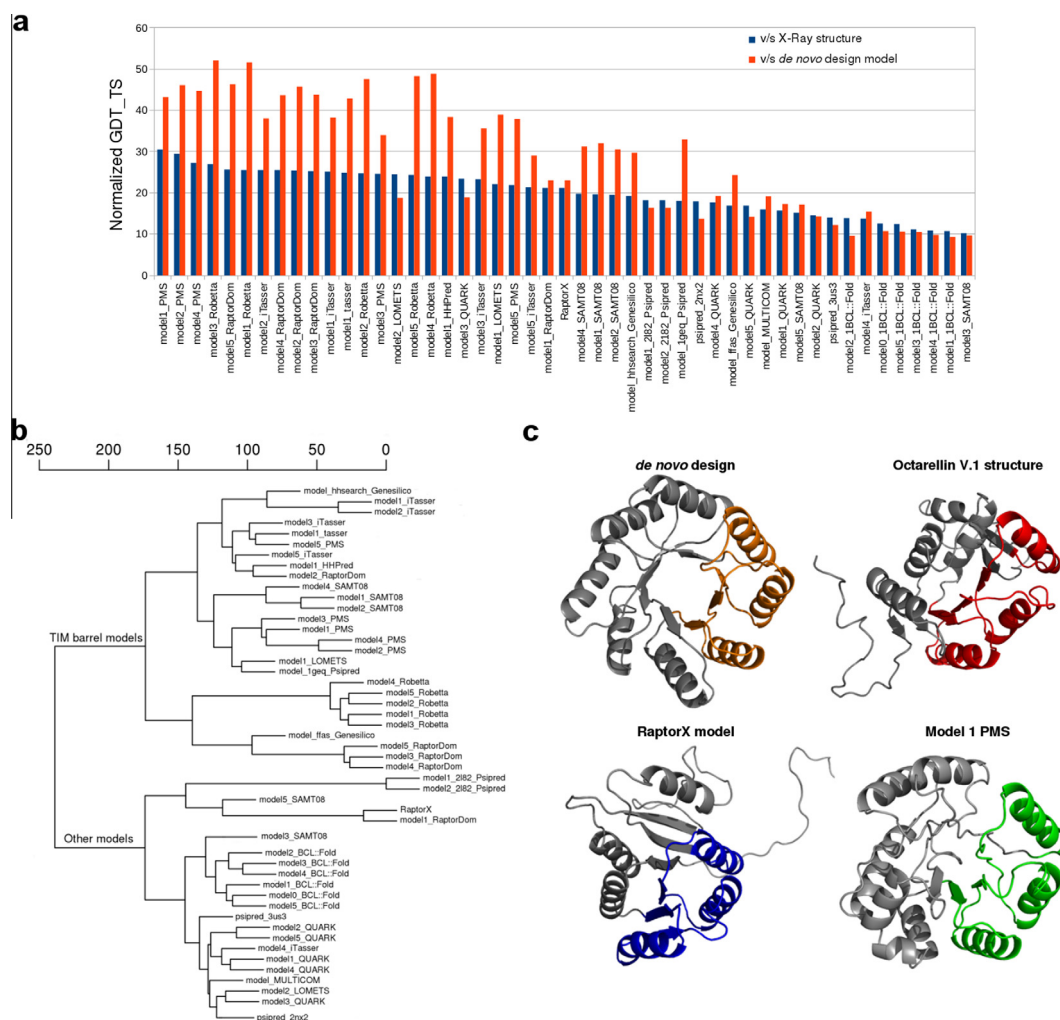 a
60
50
40
30
20
10
0
Normalized GDT_TS
v/s X-Ray structure
v/s de novo design model
model1_PMS
model2_PMS
model4_PMS
model3_Robetta
model5_RaptorDom
model1_Robetta
model2_iTasser
model4_RaptorDom
model2_RaptorDom
model3_RaptorDom
model1_iTasser
model1_1tasser
model2_Robetta
model3_PMS
model2_LOMETS
model5_Robetta
model4_Robetta
model1_HHPred
model3_QUARK
model3_iTasser
model1_LOMETS
model5_PMS
model5_iTasser
model1_RaptorDom
RaptorX
model4_SAMT08
model1_SAMT08
model2_SAMT08
model_hhsearch_Genesilico
model1_2I82_Psipred
model2_2182_Psipred
model_1geq_Psipred
psipred_2nx2
model4_QUARK
model_ffas_Genesilico
model5_QUARK
model_MULTICOM
model1_QUARK
model5_SAMT08
model2_QUARK
psipred_3us3
model2_1BCL::Fold
model4_iTasser
model0_1BCL::Fold
model5_1BCL::Fold
model3_1BCL::Fold
model4_1BCL::Fold
model1_1BCL::Fold
model3_SAMT08
b
250 200 150 100 50 0
TIM barrel models
Other models
model_hhsearch_Genesilico
model1_iTasser
model2_iTasser
model3_iTasser
model1_tasser
model5_PMS
model5_iTasser
model1_HHPred
model2_RaptorDom
model4_SAMT08
model1_SAMT08
model2_SAMT08
model3_PMS
model1_PMS
model4_PMS
model2_PMS
model1_LOMETS
model_1geq_Psipred
model4_Robetta
model5_Robetta
model2_Robetta
model1_Robetta
model3_Robetta
model_ffas_Genesilico
model5_RaptorDom
model3_RaptorDom
model4_RaptorDom
model1_2I82_Psipred
model2_2I82_Psipred
model5_SAMT08
RaptorX
model1_RaptorDom
model3_SAMT08
model2_BCL::Fold
model3_BCL::Fold
model4_BCL::Fold
model1_BCL::Fold
model0_BCL::Fold
model5_BCL::Fold
psipred_3us3
model2_QUARK
model5_QUARK
model4_iTasser
model1_QUARK
model4_QUARK
model_MULTICOM
model2_LOMETS
model3_QUARK
psipred_2nx2
c
de novo design
Octarellin V.1 structure
RaptorX model
Model 1 PMS